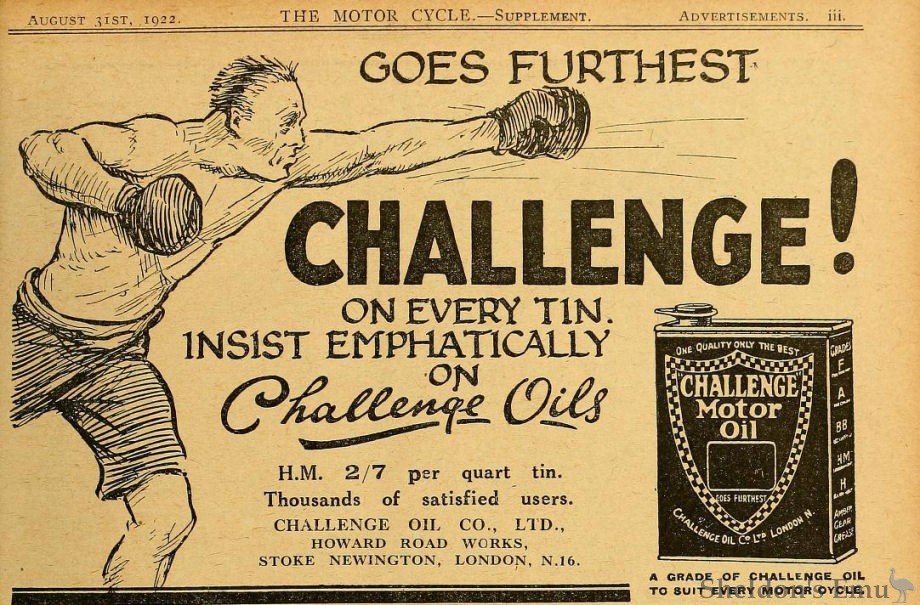 AUGUST 31ST, 1922. THE MOTOR CYCLE.—SUPPLEMENT. ADVERTISEMENTS. iii.
GOES FURTHEST
CHALLENGE!
ON EVERY TIN.
INSIST EMPHATICALLY
ON
Challenge Oils
H.M. 2/7 per quart tin.
Thousands of satisfied users.
CHALLENGE OIL CO., LTD.,
HOWARD ROAD WORKS,
STOKE NEWINGTON, LONDON, N.16.
ONE QUALITY ONLY THE BEST
CHALLENGE
Motor
Oil
GOES FURTHEST
CHALLENGE OIL CO LTD LONDON N.
GRADES
F
A
BB
HM
H
AMBER
GEAR
GREASE
A GRADE OF CHALLENGE OIL
TO SUIT EVERY MOTOR CYCLE.
Sheldon's Emu